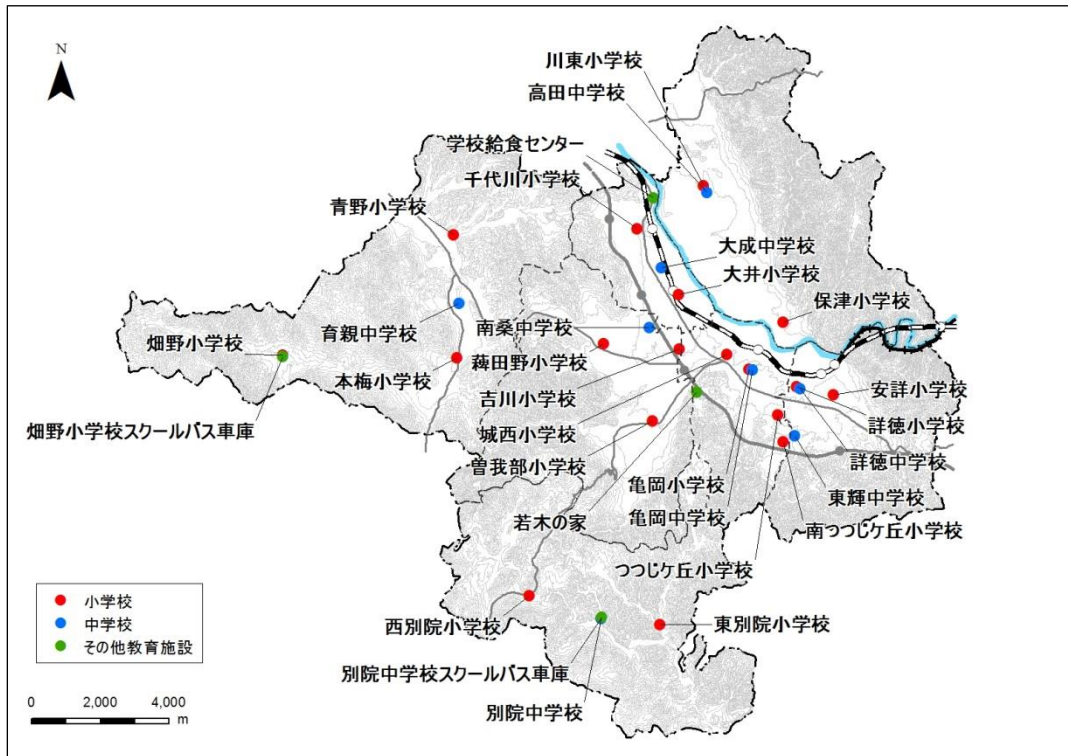 N
川東小学校
高田中学校
学校給食センター
千代川小学校
青野小学校
大成中学校
大井小学校
保津小学校
育親中学校
南桑中学校
畑野小学校
本梅小学校
薭田野小学校
吉川小学校
安詳小学校
畑野小学校スクールバス車庫
城西小学校
詳徳小学校
曽我部小学校
詳徳中学校
亀岡小学校
東輝中学校
若木の家
亀岡中学校
南つつじケ丘小学校
つつじケ丘小学校
小学校
中学校
その他教育施設
西別院小学校
東別院小学校
別院中学校スクールバス車庫
別院中学校
0 2,000 4,000
m